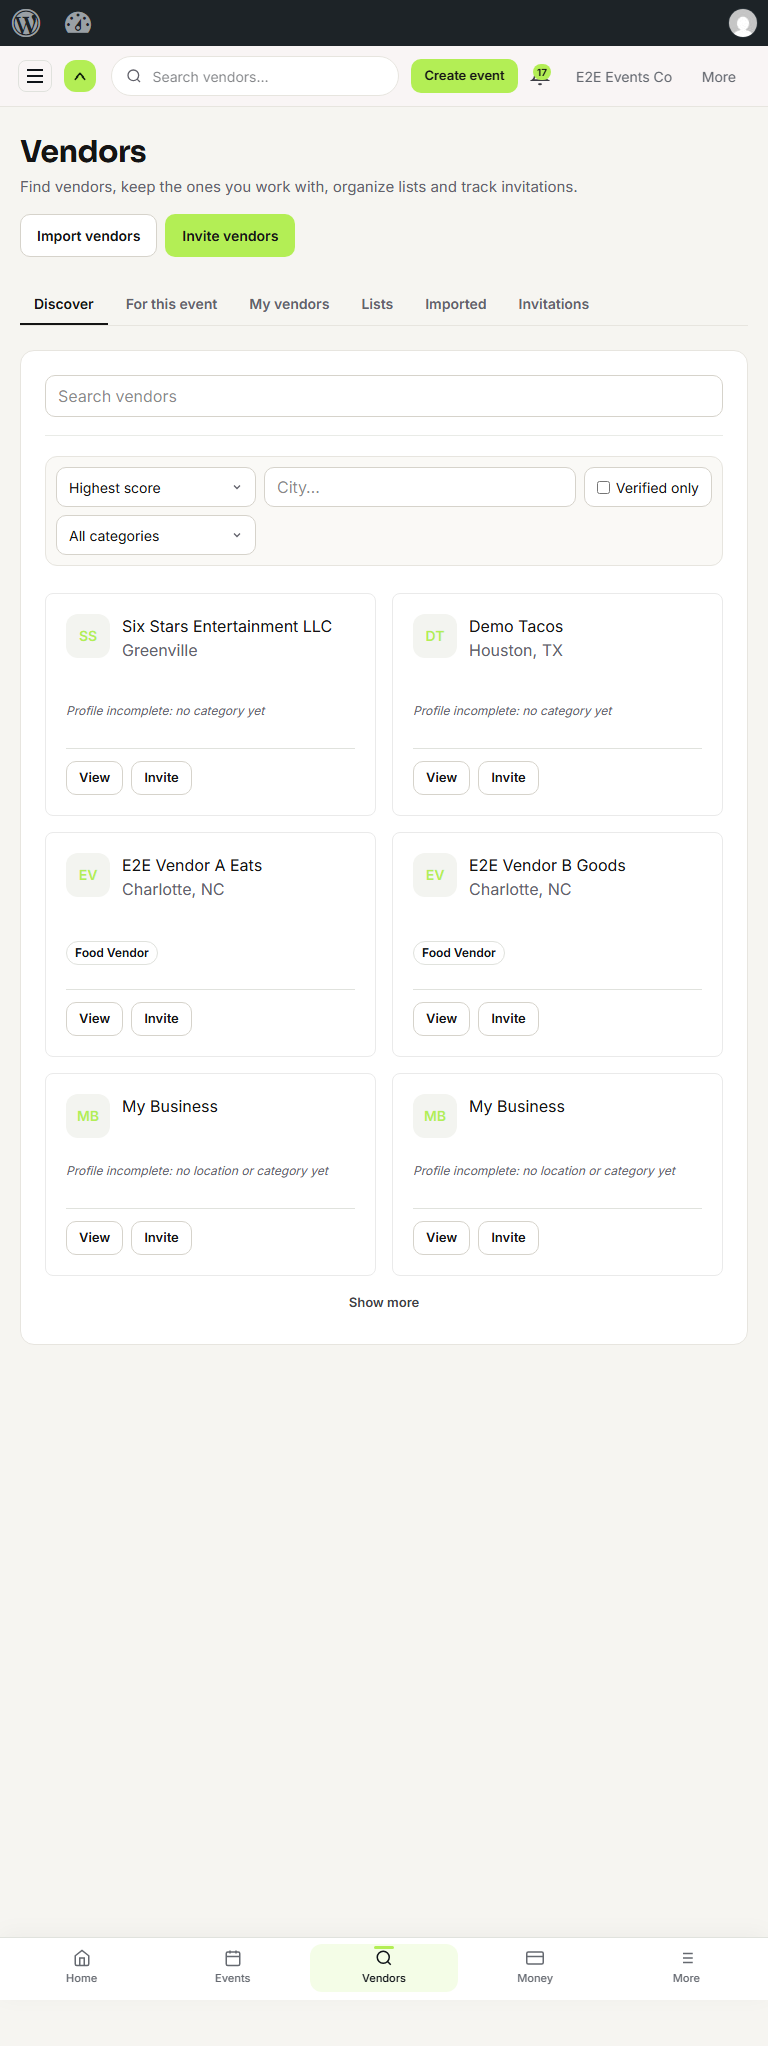 Search vendors...
Create event
17
E2E Events Co
More
Vendors
Find vendors, keep the ones you work with, organize lists and track invitations.
Import vendors
Invite vendors
Discover
For this event
My vendors
Lists
Imported
Invitations
Search vendors
Highest score
City...
Verified only
All categories
SS
Six Stars Entertainment LLC
Greenville
Profile incomplete: no category yet
View
Invite
DT
Demo Tacos
Houston, TX
Profile incomplete: no category yet
View
Invite
EV
E2E Vendor A Eats
Charlotte, NC
Food Vendor
View
Invite
EV
E2E Vendor B Goods
Charlotte, NC
Food Vendor
View
Invite
MB
My Business
Profile incomplete: no location or category yet
View
Invite
MB
My Business
Profile incomplete: no location or category yet
View
Invite
Show more
Home
Events
Vendors
Money
More